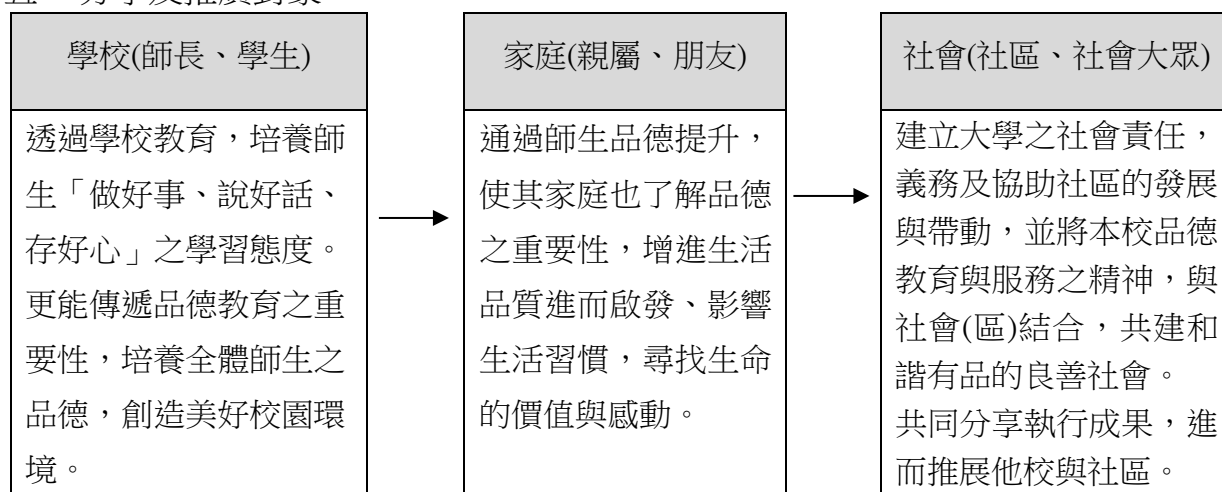 學校(師長、學生)
透過學校教育，培養師
生「做好事、說好話、
存好心」之學習態度。
更能傳遞品德教育之重
要性，培養全體師生之
品德，創造美好校園環
境。
家庭(親屬、朋友)
通過師生品德提升，
使其家庭也了解品德
之重要性，增進生活
品質進而啟發、影響
生活習慣，尋找生命
的價值與感動。
社會(社區、社會大眾)
建立大學之社會責任，
義務及協助社區的發展
與帶動，並將本校品德
教育與服務之精神，與
社會(區)結合，共建和
諧有品的良善社會。
共同分享執行成果，進
而推展他校與社區。